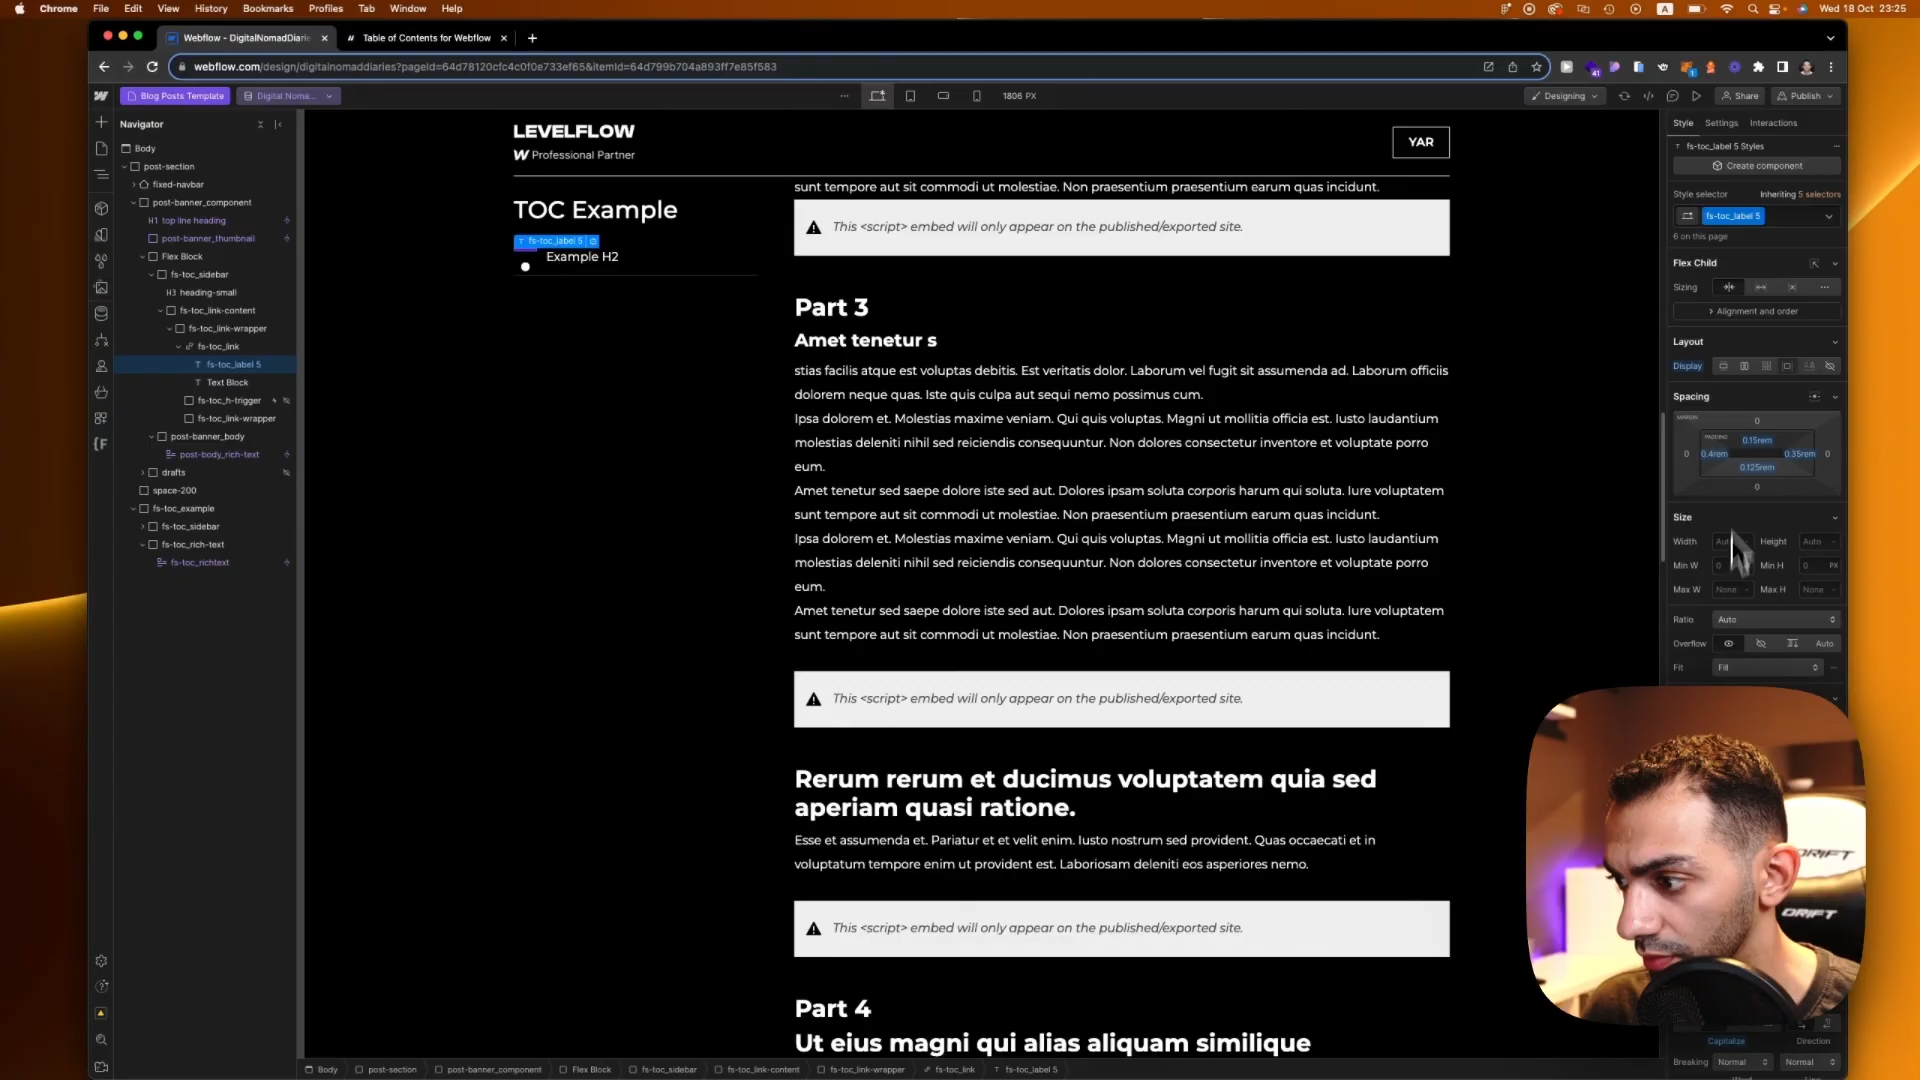 Chrome File Edit View History Bookmarks Profiles Tab Window Help
A
Wed 18 Oct 23:25
Webflow - DigitalNomadDiarie
Table of Contents for Webflow
webflow.com/design/digitalnomaddiaries?pageId=64d78120cfc4c0f0e733ef65&itemId=64d799b704a893ff7e85f583
41
1
Blog Posts Template
Digital Noma...
1806 PX
Designing
Share
Publish
Navigator
Body
post-section
fixed-navbar
post-banner_component
H1 top line heading
post-banner_thumbnail
Flex Block
fs-toc_sidebar
H3 heading-small
fs-toc_link-content
fs-toc_link-wrapper
fs-toc_link
T fs-toc_label 5
T Text Block
fs-toc_h-trigger
fs-toc_link-wrapper
post-banner_body
post-body_rich-text
drafts
space-200
fs-toc_example
fs-toc_sidebar
fs-toc_rich-text
fs-toc_richtext
LEVELFLOW
W Professional Partner
YAR
TOC Example
T fs-toc_label 5
Example H2
sunt tempore aut sit commodi ut molestiae. Non praesentium praesentium earum quas incidunt.
This <script> embed will only appear on the published/exported site.
Part 3
Amet tenetur s
stias facilis atque est voluptas debitis. Est veritatis dolor. Laborum vel fugit sit assumenda ad. Laborum officiis
dolorem neque quas. Iste quis culpa aut sequi nemo possimus cum.
Ipsa dolorem et. Molestias maxime veniam. Qui quis voluptas. Magni ut mollitia officia est. Iusto laudantium
molestias deleniti nihil sed reiciendis consequuntur. Non dolores consectetur inventore et voluptate porro
eum.
Amet tenetur sed saepe dolore iste sed aut. Dolores ipsam soluta corporis harum qui soluta. Iure voluptatem
sunt tempore aut sit commodi ut molestiae. Non praesentium praesentium earum quas incidunt.
Ipsa dolorem et. Molestias maxime veniam. Qui quis voluptas. Magni ut mollitia officia est. Iusto laudantium
molestias deleniti nihil sed reiciendis consequuntur. Non dolores consectetur inventore et voluptate porro
eum.
Amet tenetur sed saepe dolore iste sed aut. Dolores ipsam soluta corporis harum qui soluta. Iure voluptatem
sunt tempore aut sit commodi ut molestiae. Non praesentium praesentium earum quas incidunt.
This <script> embed will only appear on the published/exported site.
Rerum rerum et ducimus voluptatem quia sed
aperiam quasi ratione.
Esse et assumenda et. Pariatur et et velit enim. Iusto nostrum sed provident. Quas occaecati et in
voluptatum tempore enim ut provident est. Laboriosam deleniti eos asperiores nemo.
This <script> embed will only appear on the published/exported site.
Part 4
Ut eius magni qui alias aliquam similique
Body post-section post-banner_component Flex Block fs-toc_sidebar fs-toc_link-content fs-toc_link-wrapper fs-toc_link T fs-toc_label 5
Style Settings Interactions
T fs-toc_label 5 Styles
Create component
Style selector Inheriting 5 selectors
fs-toc_label 5
6 on this page
Flex Child
Sizing
Alignment and order
Layout
Display
Spacing
MARGIN 0
PADDING 0.15rem
0 0.4rem 0.35rem 0
0.125rem
0
Size
Width Height Auto
Min W 0 Min H 0 PX
Max W None Max H None
Ratio Auto
Overflow Auto
Fit Fill
DRIFT
DRIFT
Capitalize Direction
Breaking Normal Normal